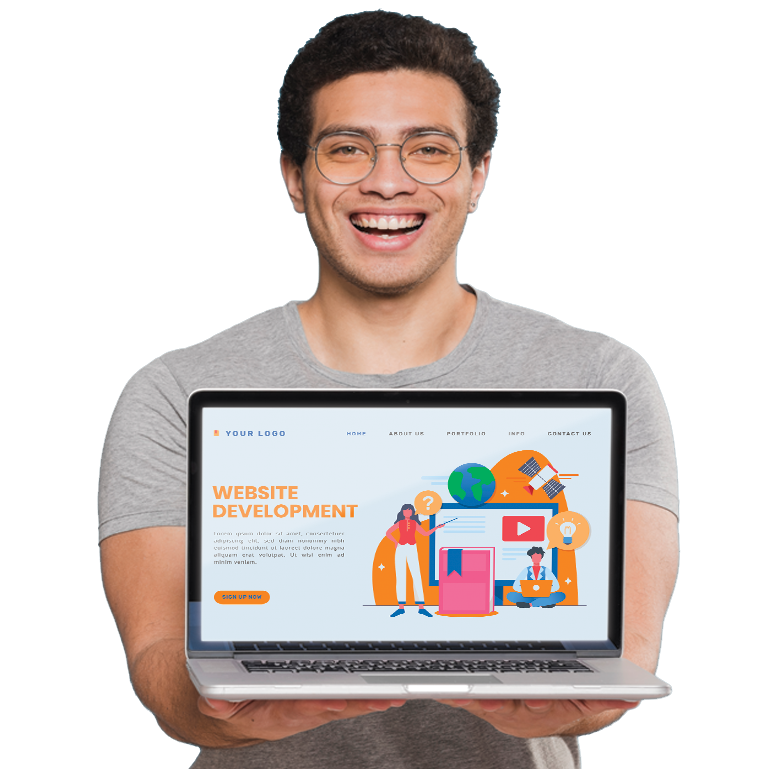 YOUR LOGO
HOME ABOUT US PORTFOLIO INFO CONTACT US
WEBSITE
DEVELOPMENT
Lorem ipsum dolor sit amet, consectetuer
adipiscing elit, sed diam nonummy nibh
euismod tincidunt ut laoreet dolore magna
aliquam erat volutpat. Ut wisi enim ad
minim veniam,
SIGN UP NOW
?